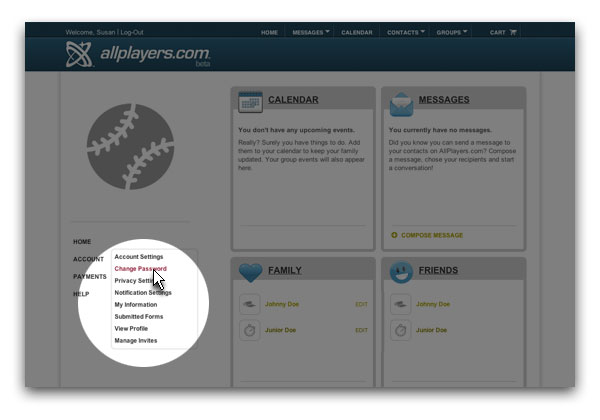 Welcome, Susan | Log-Out
HOME
MESSAGES
CALENDAR
CONTACTS
GROUPS
CART
allplayers.com
beta
CALENDAR
You don't have any upcoming events.
Really? Surely you have things to do. Add
them to your calendar to keep your family
updated. Your group events will also appear
here.
MESSAGES
You currently have no messages.
Did you know you can send a message to
your contacts on AllPlayers.com? Compose
a message, chose your recipients and start
a conversation!
COMPOSE MESSAGE
HOME
ACCOUNT
PAYMENTS
HELP
Account Settings
Change Password
Privacy Settings
Notification Settings
My Information
Submitted Forms
View Profile
Manage Invites
FAMILY
Johnny Doe
EDIT
Junior Doe
EDIT
FRIENDS
Johnny Doe
Junior Doe